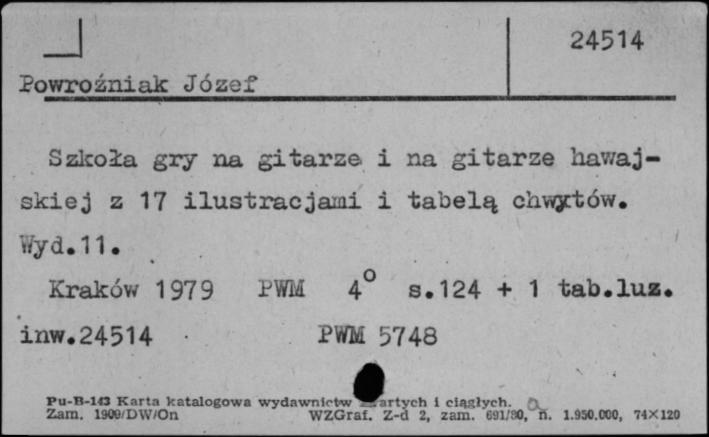 24514
Powroźniak Józef
Szkoła gry na gitarze i na gitarze hawaj-
skiej z 17 ilustracjami i tabelą chwytów.
Wyd.11.
Kraków 1979 PWM 4° s.124 + 1 tab.luz.
inw.24514 PWM 5748
Pu-B-143 Karta katalogowa wydawnictw zwartych i ciągłych.
Zam. 1909/DW/On WZGraf. Z-d 2, zam. 691/80, n. 1.950.000, 74×120